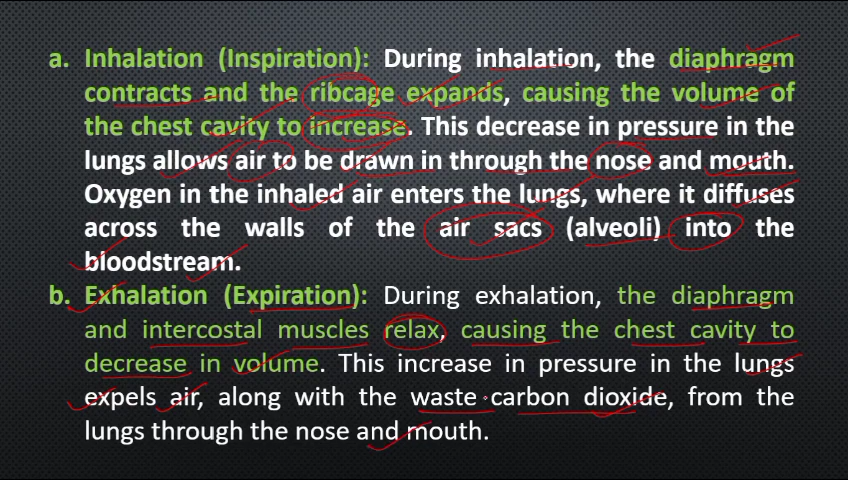 a. Inhalation (Inspiration): During inhalation, the diaphragm
contracts and the ribcage expands, causing the volume of
the chest cavity to increase. This decrease in pressure in the
lungs allows air to be drawn in through the nose and mouth.
Oxygen in the inhaled air enters the lungs, where it diffuses
across the walls of the air sacs (alveoli) into the
bloodstream.
b. Exhalation (Expiration): During exhalation, the diaphragm
and intercostal muscles relax, causing the chest cavity to
decrease in volume. This increase in pressure in the lungs
expels air, along with the waste carbon dioxide, from the
lungs through the nose and mouth.